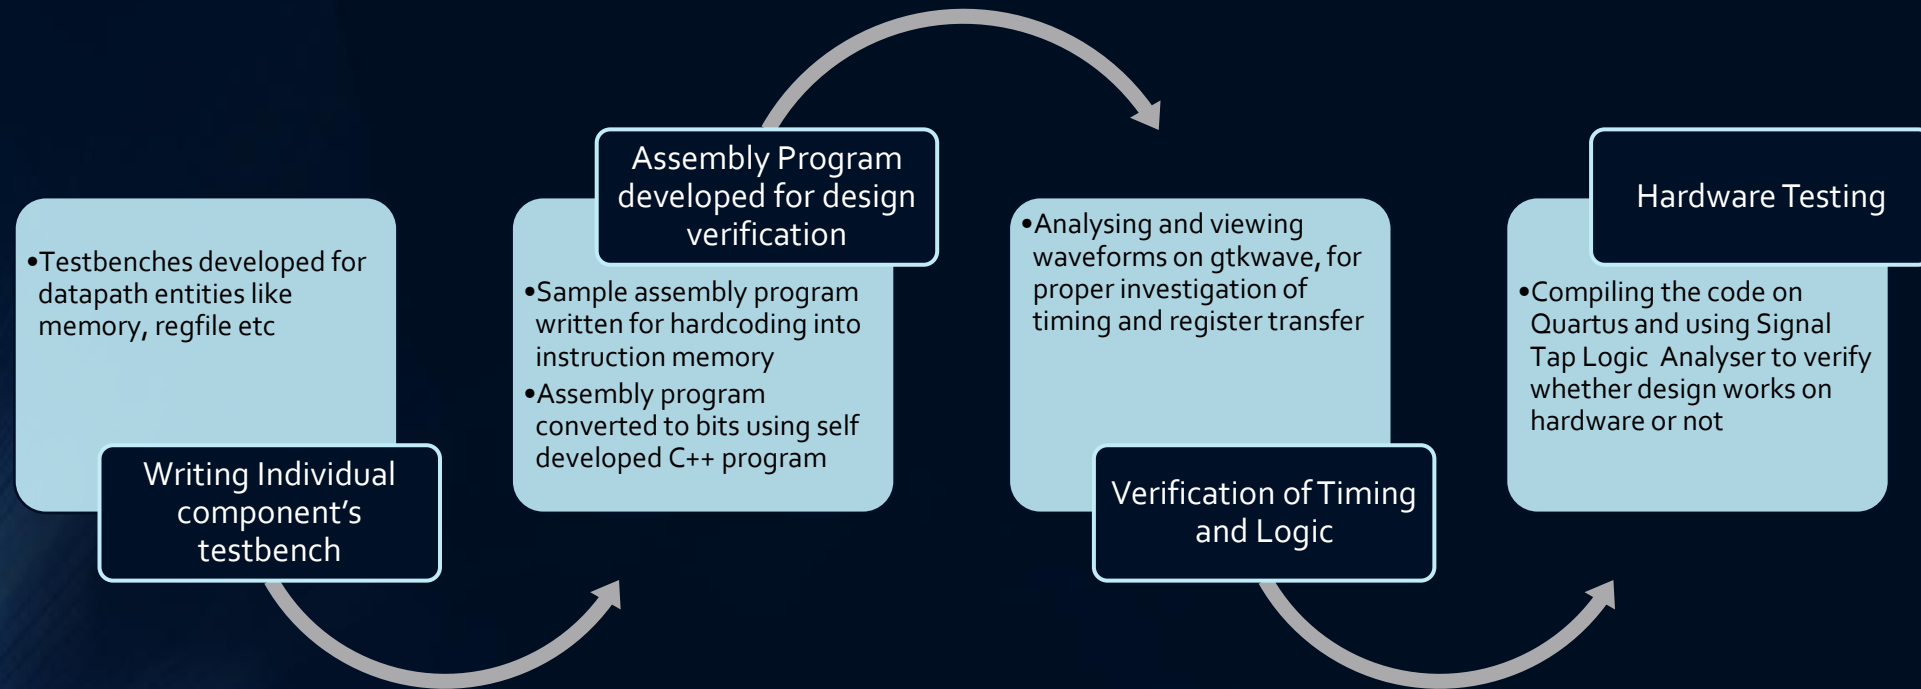 •Testbenches developed for
datapath entities like
memory, regfile etc
Writing Individual
component’s
testbench
Assembly Program
developed for design
verification
•Sample assembly program
written for hardcoding into
instruction memory
•Assembly program
converted to bits using self
developed C++ program
•Analysing and viewing
waveforms on gtkwave, for
proper investigation of
timing and register transfer
Verification of Timing
and Logic
Hardware Testing
•Compiling the code on
Quartus and using Signal
Tap Logic Analyser to verify
whether design works on
hardware or not